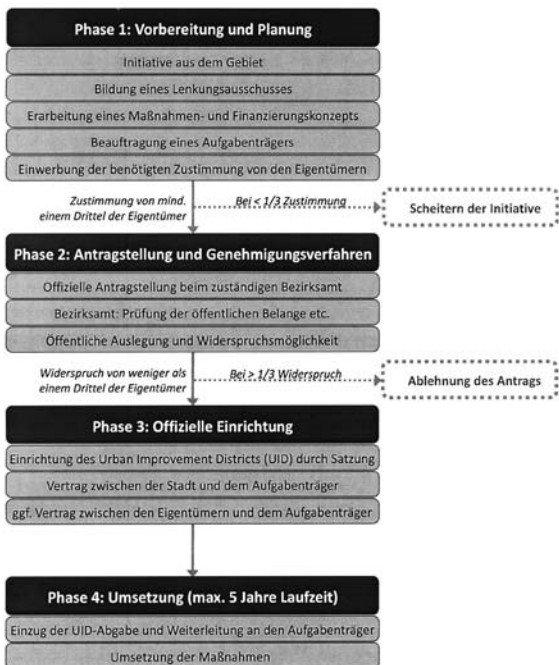 Phase 1: Vorbereitung und Planung
Initiative aus dem Gebiet
Bildung eines Lenkungsausschusses
Erarbeitung eines Maßnahmen- und Finanzierungskonzepts
Beauftragung eines Aufgabenträgers
Einwerbung der benötigten Zustimmung von den Eigentümern
Zustimmung von mind.
einem Drittel der Eigentümer
Bei < 1/3 Zustimmung
Scheitern der Initiative
Phase 2: Antragstellung und Genehmigungsverfahren
Offizielle Antragstellung beim zuständigen Bezirksamt
Bezirksamt: Prüfung der öffentlichen Belange etc.
Öffentliche Auslegung und Widerspruchsmöglichkeit
Widerspruch von weniger als
einem Drittel der Eigentümer
Bei > 1/3 Widerspruch
Ablehnung des Antrags
Phase 3: Offizielle Einrichtung
Einrichtung des Urban Improvement Districts (UID) durch Satzung
Vertrag zwischen der Stadt und dem Aufgabenträger
ggf. Vertrag zwischen den Eigentümern und dem Aufgabenträger
Phase 4: Umsetzung (max. 5 Jahre Laufzeit)
Einzug der UID-Abgabe und Weiterleitung an den Aufgabenträger
Umsetzung der Maßnahmen